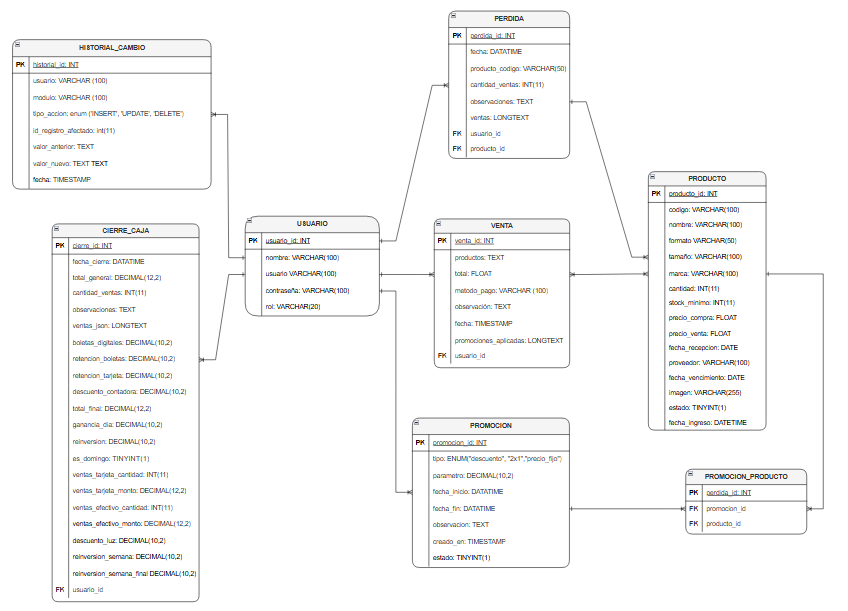 HISTORIAL_CAMBIO
PK historial_id: INT
usuario: VARCHAR (100)
modulo: VARCHAR (100)
tipo_accion: enum ('INSERT', 'UPDATE', 'DELETE')
id_registro_afectado: int(11)
valor_anterior: TEXT
valor_nuevo: TEXT TEXT
fecha: TIMESTAMP
CIERRE_CAJA
PK cierre_id: INT
fecha_cierre: DATATIME
total_general: DECIMAL(12,2)
cantidad_ventas: INT(11)
observaciones: TEXT
ventas_json: LONGTEXT
boletas_digitales: DECIMAL(10,2)
retencion_boletas: DECIMAL(10,2)
retencion_tarjeta: DECIMAL(10,2)
descuento_contadora: DECIMAL(10,2)
total_final: DECIMAL(12,2)
ganancia_dia: DECIMAL(10,2)
reinversion: DECIMAL(10,2)
es_domingo: TINYINT(1)
ventas_tarjeta_cantidad: INT(11)
ventas_tarjeta_monto: DECIMAL(12,2)
ventas_efectivo_cantidad: INT(11)
ventas_efectivo_monto: DECIMAL(12,2)
descuento_luz: DECIMAL(10,2)
reinversion_semana: DECIMAL(10,2)
reinversion_semana_final DECIMAL(10,2)
FK usuario_id
USUARIO
PK usuario_id: INT
nombre: VARCHAR(100)
usuario VARCHAR(100)
contraseña: VARCHAR(100)
rol: VARCHAR(20)
PERDIDA
PK perdida_id: INT
fecha: DATATIME
producto_codigo: VARCHAR(50)
cantidad_ventas: INT(11)
observaciones: TEXT
ventas: LONGTEXT
FK usuario_id
FK producto_id
VENTA
PK venta_id: INT
productos: TEXT
total: FLOAT
metodo_pago: VARCHAR (100)
observación: TEXT
fecha: TIMESTAMP
promociones_aplicadas: LONGTEXT
FK usuario_id
PROMOCION
PK promocion_id: INT
tipo: ENUM("descuento", "2x1","precio_fijo")
parametro: DECIMAL(10,2)
fecha_inicio: DATATIME
fecha_fin: DATATIME
observacion: TEXT
creado_en: TIMESTAMP
estado: TINYINT(1)
PRODUCTO
PK producto_id: INT
codigo: VARCHAR(100)
nombre: VARCHAR(100)
formato VARCHAR(50)
tamaño: VARCHAR(100)
marca: VARCHAR(100)
cantidad: INT(11)
stock_minimo: INT(11)
precio_compra: FLOAT
precio_venta: FLOAT
fecha_recepcion: DATE
proveedor: VARCHAR(100)
fecha_vencimiento: DATE
imagen: VARCHAR(255)
estado: TINYINT(1)
fecha_ingreso: DATETIME
PROMOCION_PRODUCTO
PK perdida_id: INT
FK promocion_id
FK producto_id